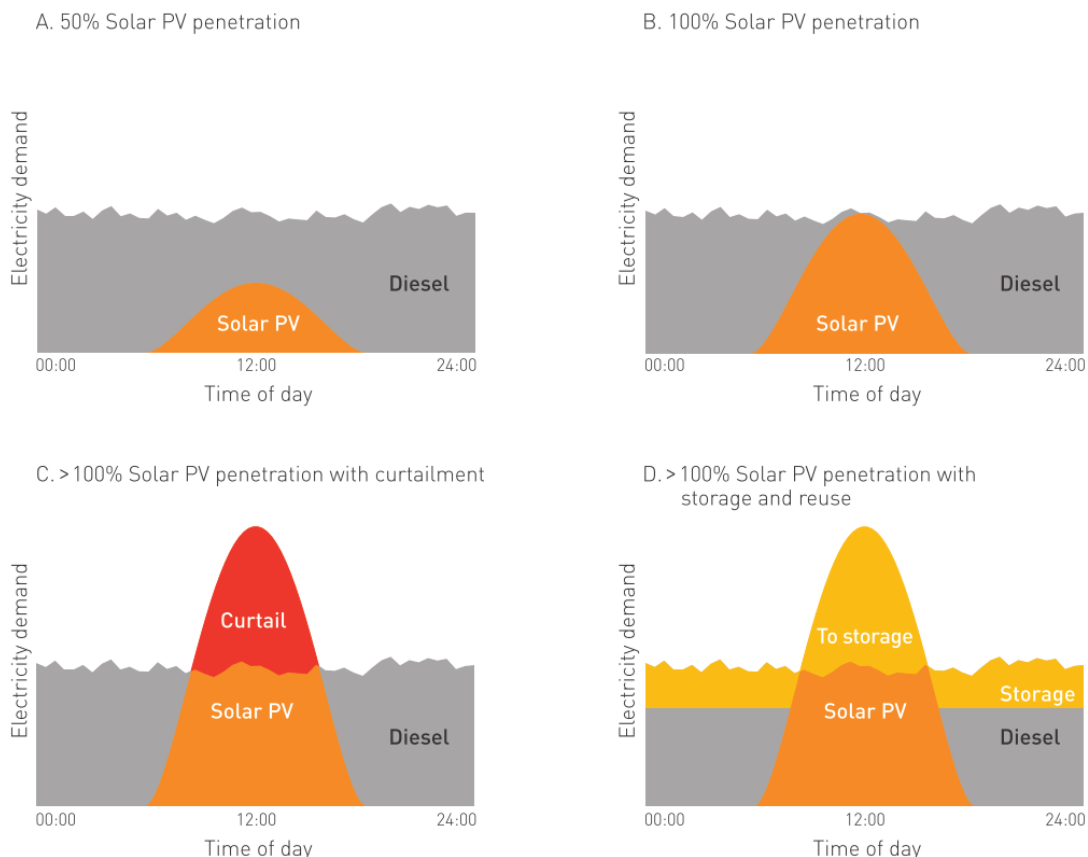 A. 50% Solar PV penetration
Electricity demand
Diesel
Solar PV
00:00
12:00
24:00
Time of day
B. 100% Solar PV penetration
Electricity demand
Diesel
Solar PV
00:00
12:00
24:00
Time of day
C. >100% Solar PV penetration with curtailment
Electricity demand
Curtail
Solar PV
Diesel
00:00
12:00
24:00
Time of day
D. >100% Solar PV penetration with
storage and reuse
Electricity demand
To storage
Storage
Solar PV
Diesel
00:00
12:00
24:00
Time of day